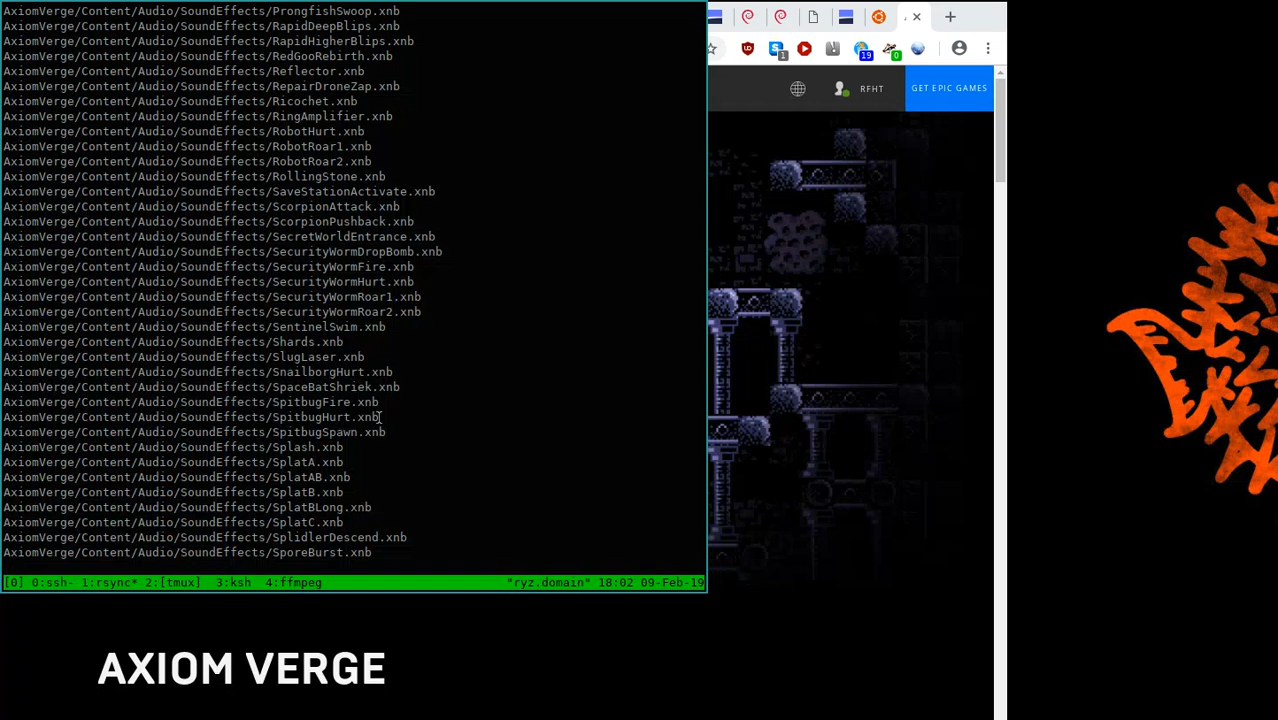 AxiomVerge/Content/Audio/SoundEffects/ProngfishSwoop.xnb
AxiomVerge/Content/Audio/SoundEffects/RapidDeepBlips.xnb
AxiomVerge/Content/Audio/SoundEffects/RapidHigherBlips.xnb
AxiomVerge/Content/Audio/SoundEffects/RedGooRebirth.xnb
AxiomVerge/Content/Audio/SoundEffects/Reflector.xnb
AxiomVerge/Content/Audio/SoundEffects/RepairDroneZap.xnb
AxiomVerge/Content/Audio/SoundEffects/Ricochet.xnb
AxiomVerge/Content/Audio/SoundEffects/RingAmplifier.xnb
AxiomVerge/Content/Audio/SoundEffects/RobotHurt.xnb
AxiomVerge/Content/Audio/SoundEffects/RobotRoar1.xnb
AxiomVerge/Content/Audio/SoundEffects/RobotRoar2.xnb
AxiomVerge/Content/Audio/SoundEffects/RollingStone.xnb
AxiomVerge/Content/Audio/SoundEffects/SaveStationActivate.xnb
AxiomVerge/Content/Audio/SoundEffects/ScorpionAttack.xnb
AxiomVerge/Content/Audio/SoundEffects/ScorpionPushback.xnb
AxiomVerge/Content/Audio/SoundEffects/SecretWorldEntrance.xnb
AxiomVerge/Content/Audio/SoundEffects/SecurityWormDropBomb.xnb
AxiomVerge/Content/Audio/SoundEffects/SecurityWormFire.xnb
AxiomVerge/Content/Audio/SoundEffects/SecurityWormHurt.xnb
AxiomVerge/Content/Audio/SoundEffects/SecurityWormRoar1.xnb
AxiomVerge/Content/Audio/SoundEffects/SecurityWormRoar2.xnb
AxiomVerge/Content/Audio/SoundEffects/SentinelSwim.xnb
AxiomVerge/Content/Audio/SoundEffects/Shards.xnb
AxiomVerge/Content/Audio/SoundEffects/SlugLaser.xnb
AxiomVerge/Content/Audio/SoundEffects/SnailborgHurt.xnb
AxiomVerge/Content/Audio/SoundEffects/SpaceBatShriek.xnb
AxiomVerge/Content/Audio/SoundEffects/SpitbugFire.xnb
AxiomVerge/Content/Audio/SoundEffects/SpitbugHurt.xnb
AxiomVerge/Content/Audio/SoundEffects/SpitbugSpawn.xnb
AxiomVerge/Content/Audio/SoundEffects/Splash.xnb
AxiomVerge/Content/Audio/SoundEffects/SplatA.xnb
AxiomVerge/Content/Audio/SoundEffects/SplatAB.xnb
AxiomVerge/Content/Audio/SoundEffects/SplatB.xnb
AxiomVerge/Content/Audio/SoundEffects/SplatBLong.xnb
AxiomVerge/Content/Audio/SoundEffects/SplatC.xnb
AxiomVerge/Content/Audio/SoundEffects/SplidlerDescend.xnb
AxiomVerge/Content/Audio/SoundEffects/SporeBurst.xnb
[0] 0:ssh- 1:rsync* 2:[tmux] 3:ksh 4:ffmpeg "ryz.domain" 18:02 09-Feb-19
1 19 0
RFHT GET EPIC GAMES
AXIOM VERGE